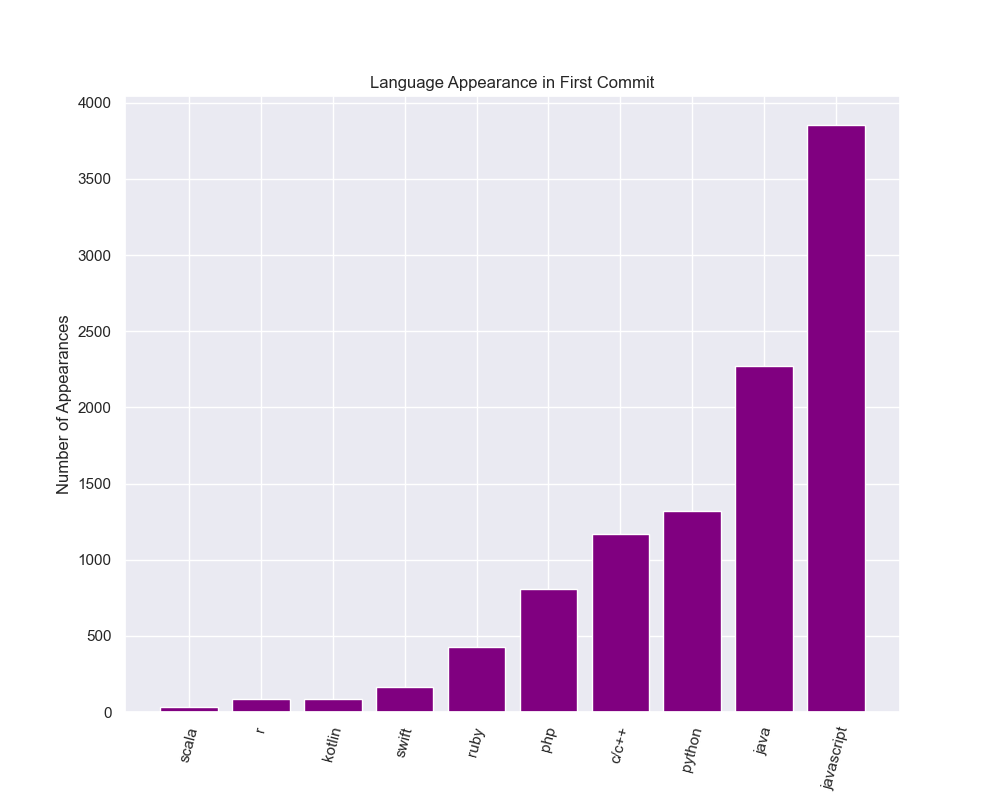 Language Appearance in First Commit
Number of Appearances
4000
3500
3000
2500
2000
1500
1000
500
0
scala
r
kotlin
swift
ruby
php
c/c++
python
java
javascript